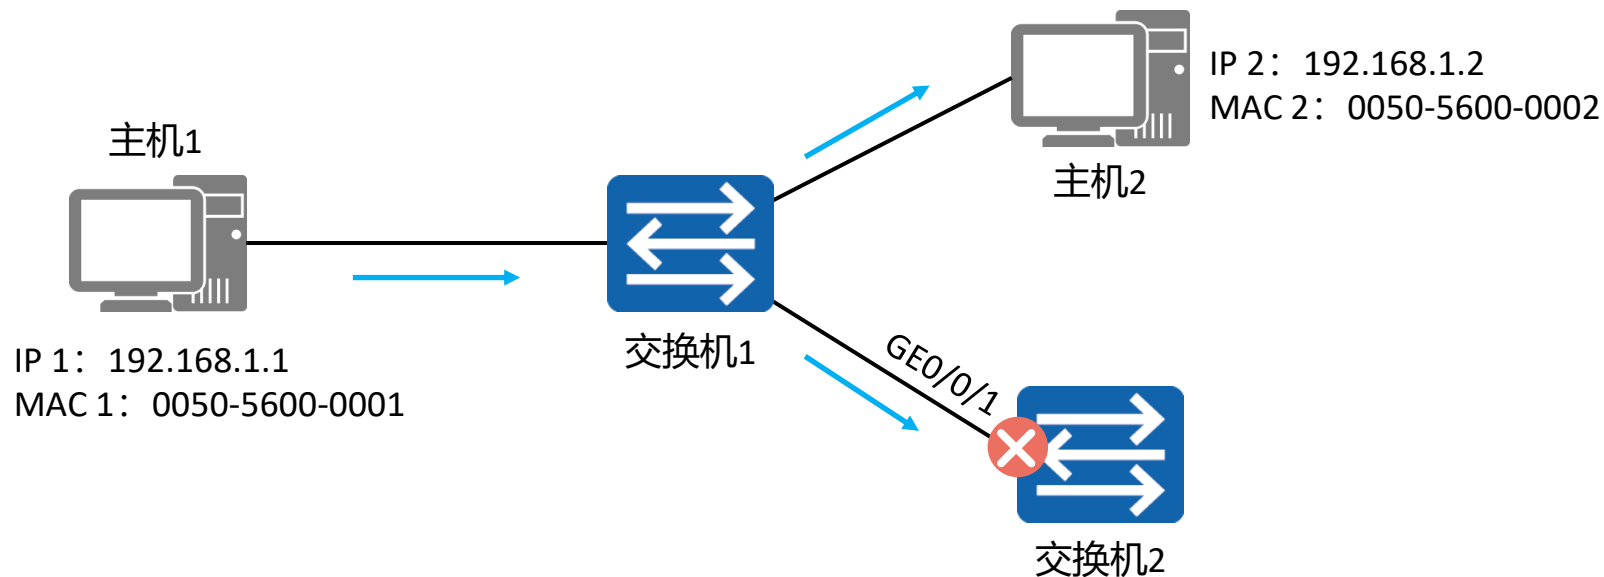 主机1
IP 1：192.168.1.1
MAC 1：0050-5600-0001
交换机1
IP 2：192.168.1.2
MAC 2：0050-5600-0002
主机2
GE0/0/1
交换机2